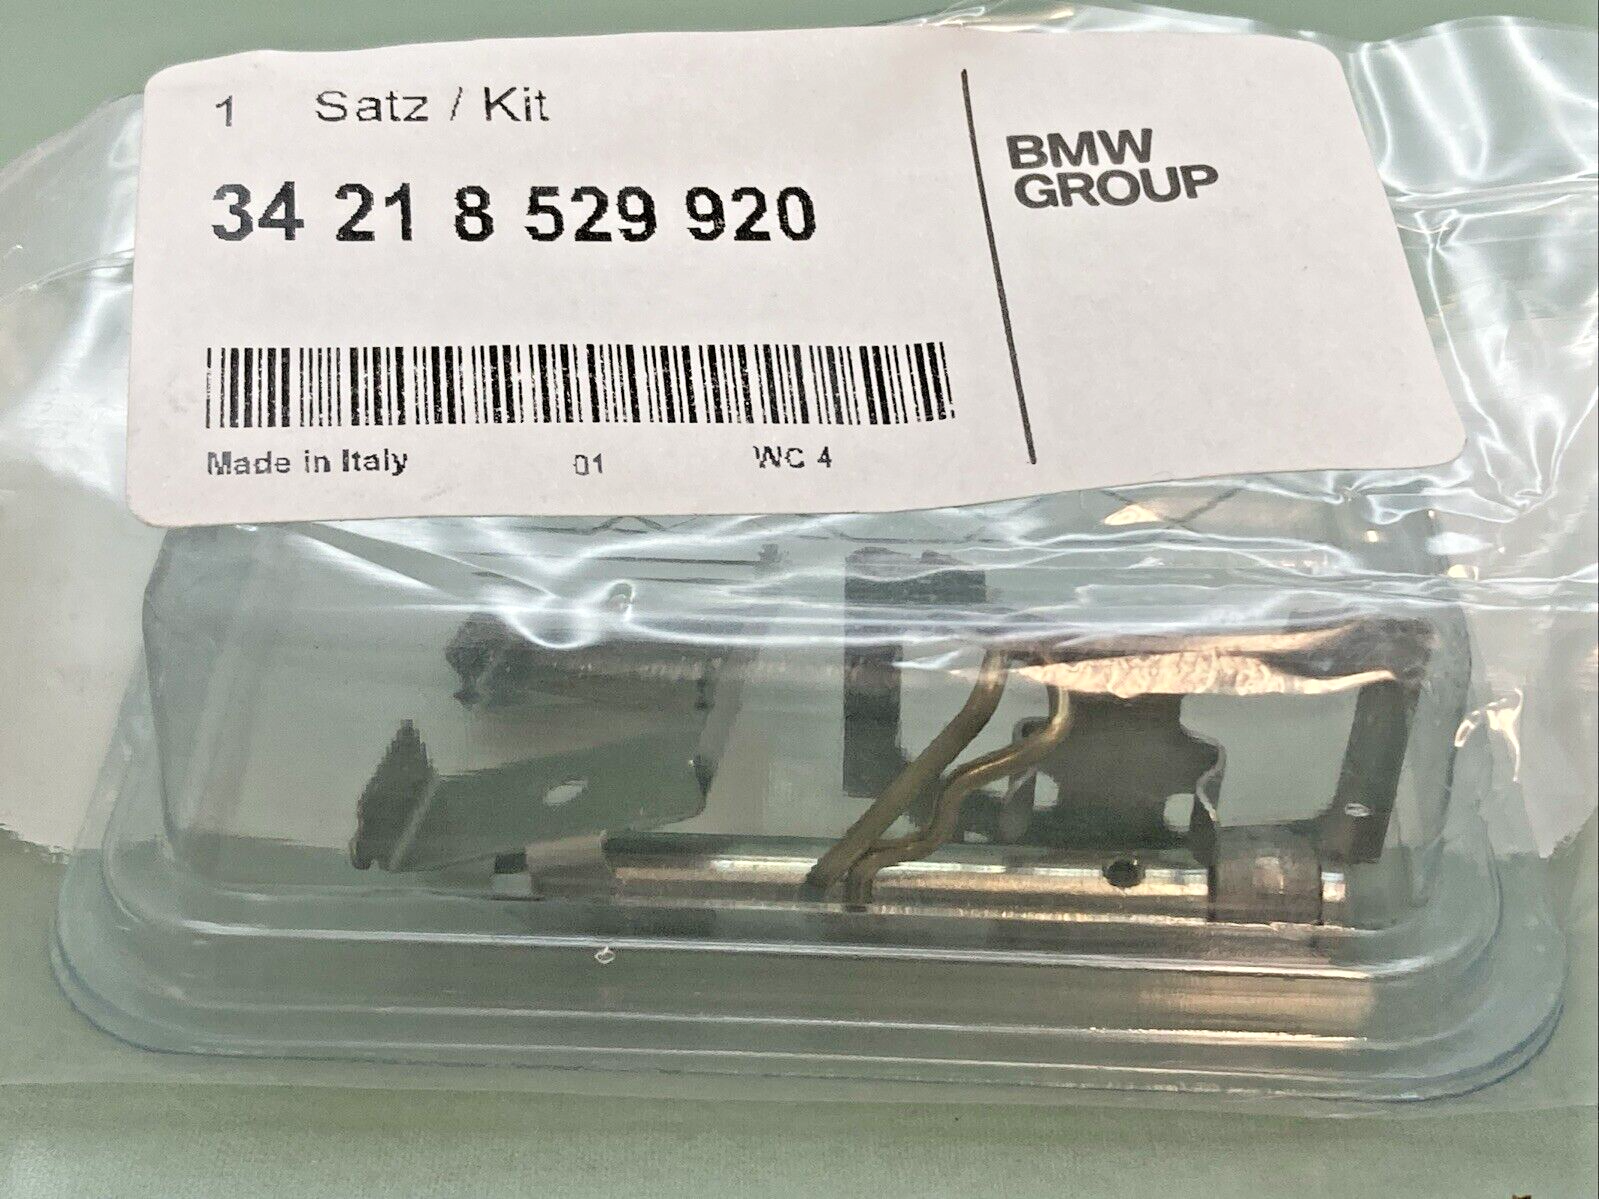 1 Satz / Kit
34 21 8 529 920
BMW
GROUP
Made in Italy 01 WC 4